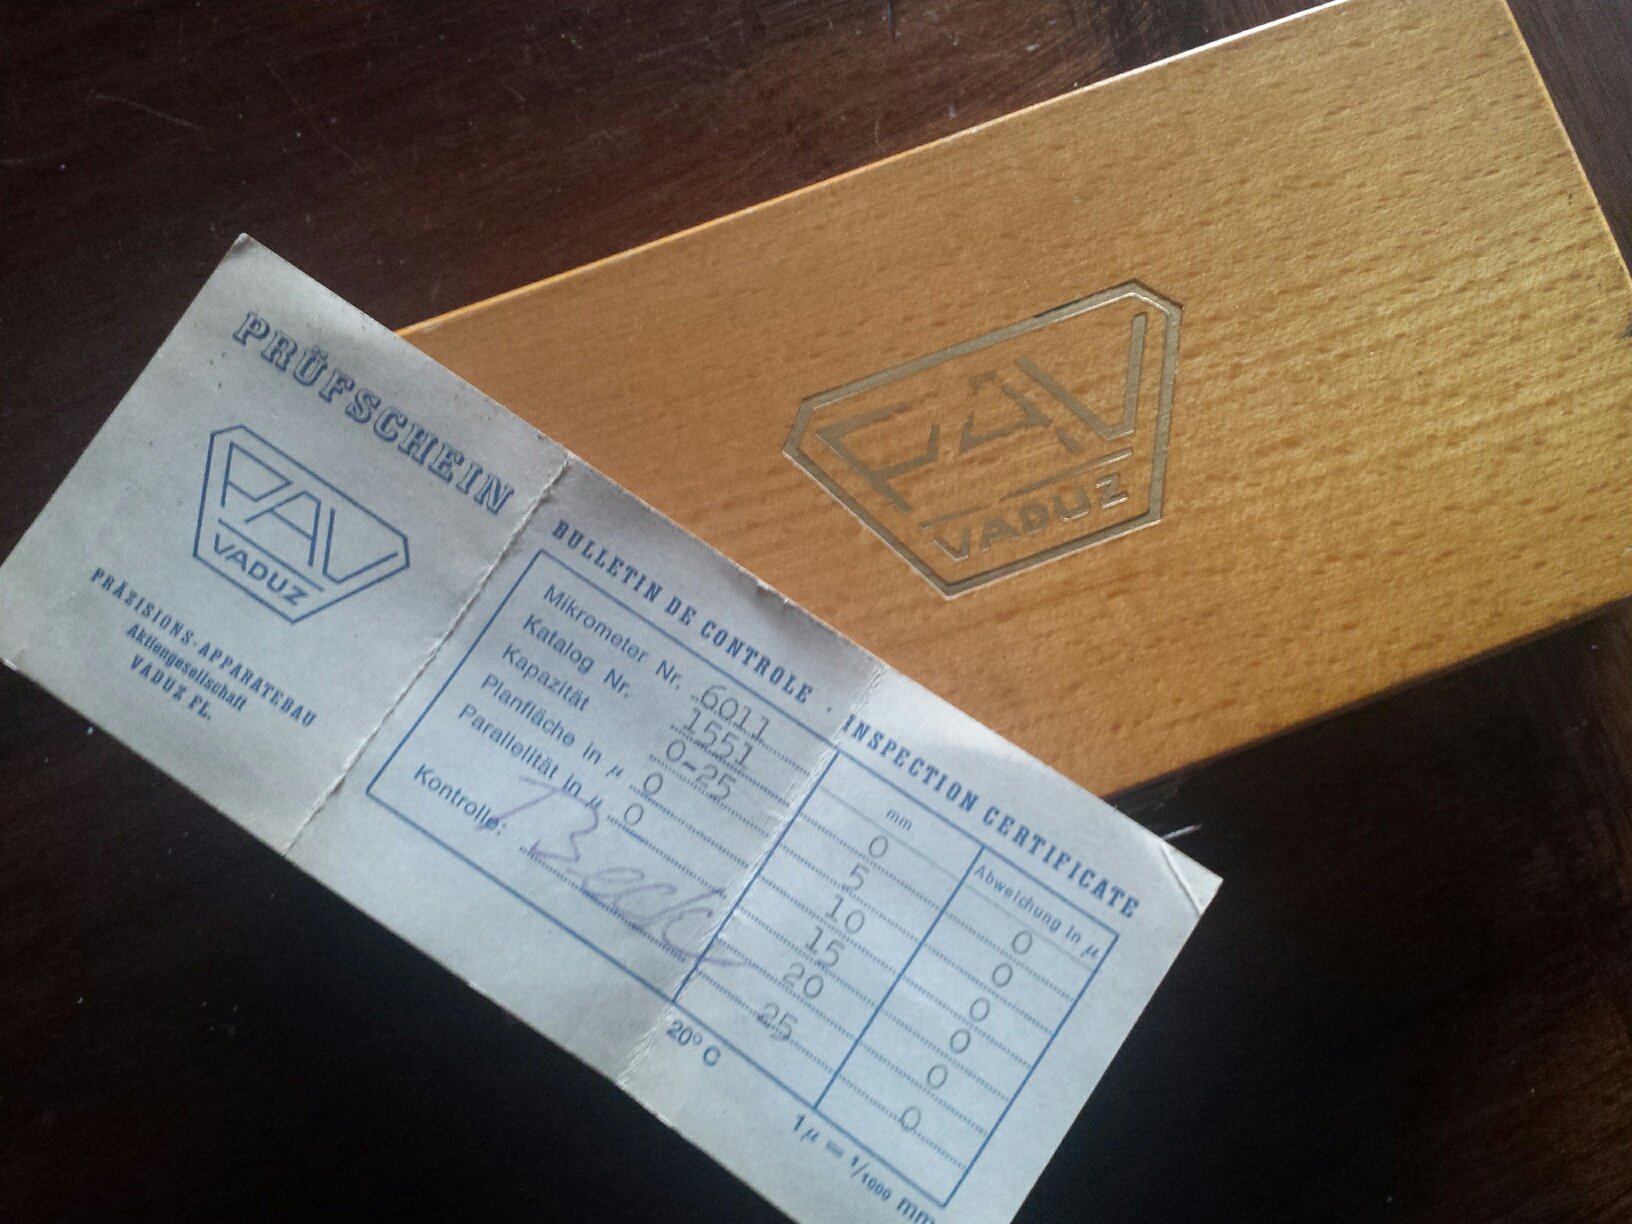 PRÜFSCHEIN
PAV
VADUZ
PRÄZISIONS-APPARATEBAU
Aktiengesellschaft
VADUZ FL.
BULLETIN DE CONTROLE · INSPECTION CERTIFICATE
Mikrometer Nr. 6011
Katalog Nr. 1551
Kapazität 0-25
Planfläche in µ 0
Parallelität in µ 0
Kontrolle:
mm Abweichung in µ
0 0
5 0
10 0
15 0
20 0
25 0
20° C
1 µ = 1/1000 mm
PAV
VADUZ